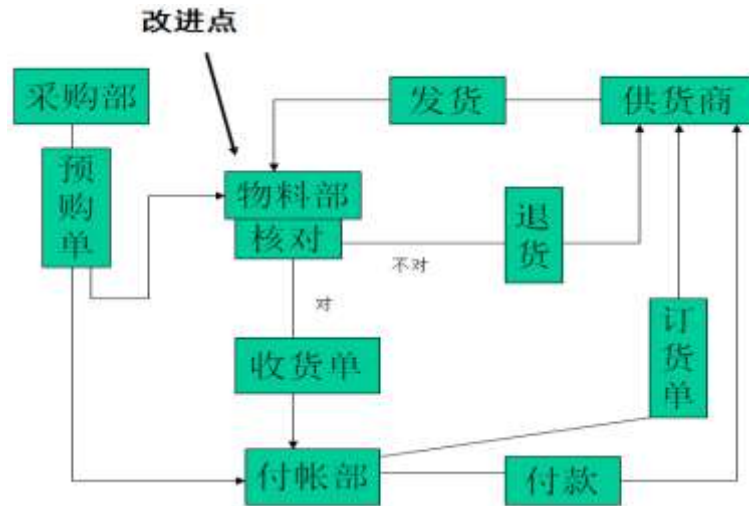 改进点
采购部
发货
供货商
预购单
物料部
核对
退货
不对
对
订货单
收货单
付帐部
付款